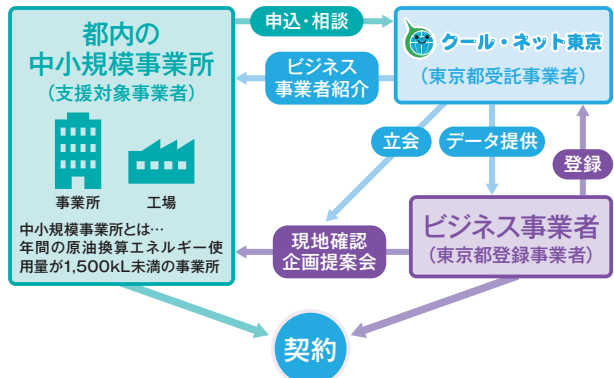 都内の
中小規模事業所
(支援対象事業者)
事業所
工場
中小規模事業所とは…
年間の原油換算エネルギー使
用量が1,500kL未満の事業所
申込・相談
クール・ネット東京
(東京都受託事業者)
ビジネス
事業者紹介
立会
データ提供
登録
ビジネス事業者
(東京都登録事業者)
現地確認
企画提案会
契約